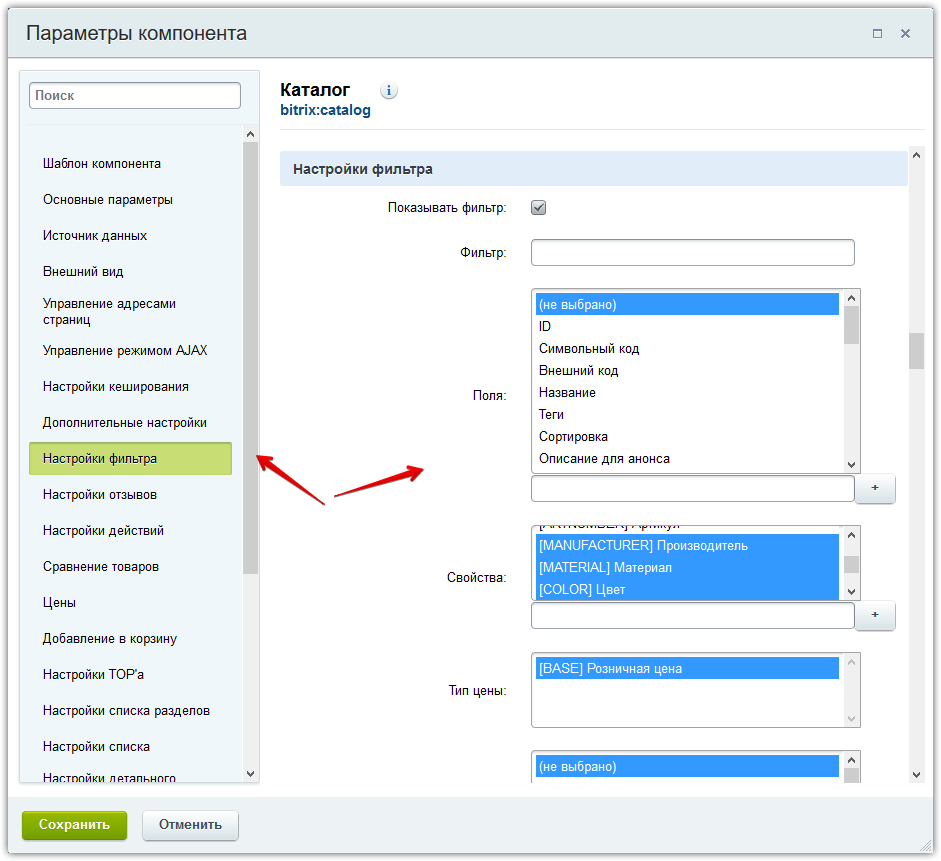 Параметры компонента
Поиск
Шаблон компонента
Основные параметры
Источник данных
Внешний вид
Управление адресами
страниц
Управление режимом AJAX
Настройки кеширования
Дополнительные настройки
Настройки фильтра
Настройки отзывов
Настройки действий
Сравнение товаров
Цены
Добавление в корзину
Настройки TOP'а
Настройки списка разделов
Настройки списка
Настройки детального
Каталог
bitrix:catalog
Настройки фильтра
Показывать фильтр:
Фильтр:
Поля:
(не выбрано)
ID
Символьный код
Внешний код
Название
Теги
Сортировка
Описание для анонса
+
Свойства:
[ARTNUMBER] Артикул
[MANUFACTURER] Производитель
[MATERIAL] Материал
[COLOR] Цвет
+
Тип цены:
[BASE] Розничная цена
(не выбрано)
Сохранить
Отменить